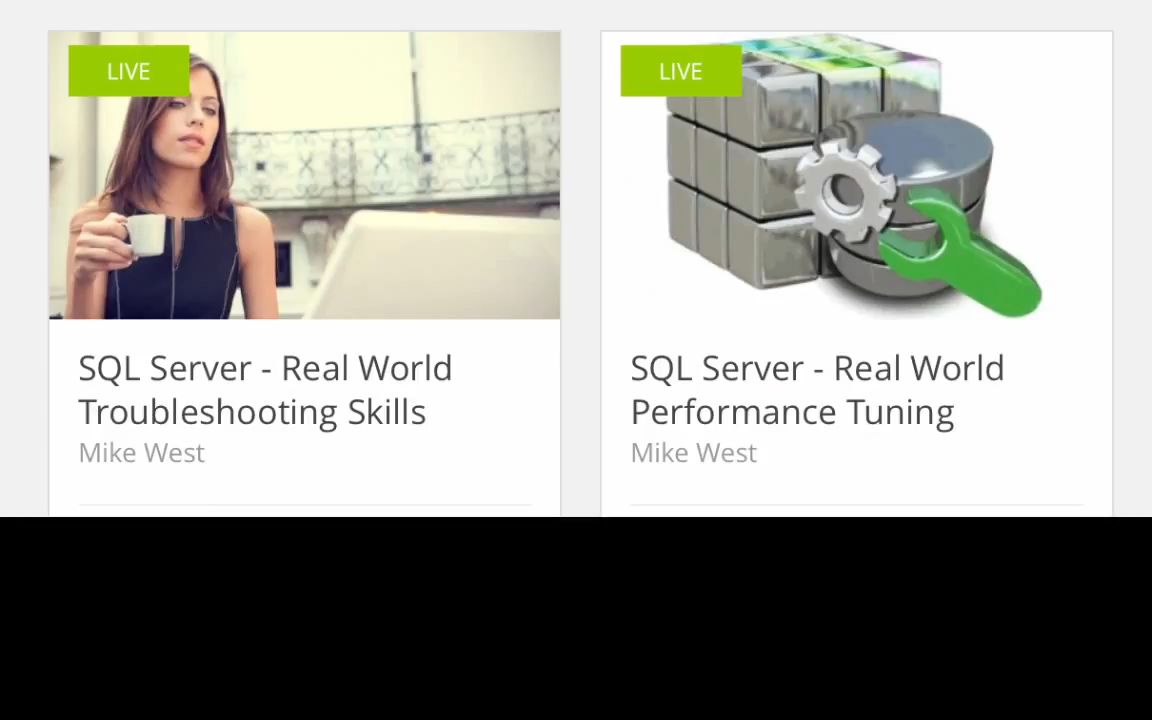 LIVE
SQL Server - Real World
Troubleshooting Skills
Mike West
LIVE
SQL Server - Real World
Performance Tuning
Mike West